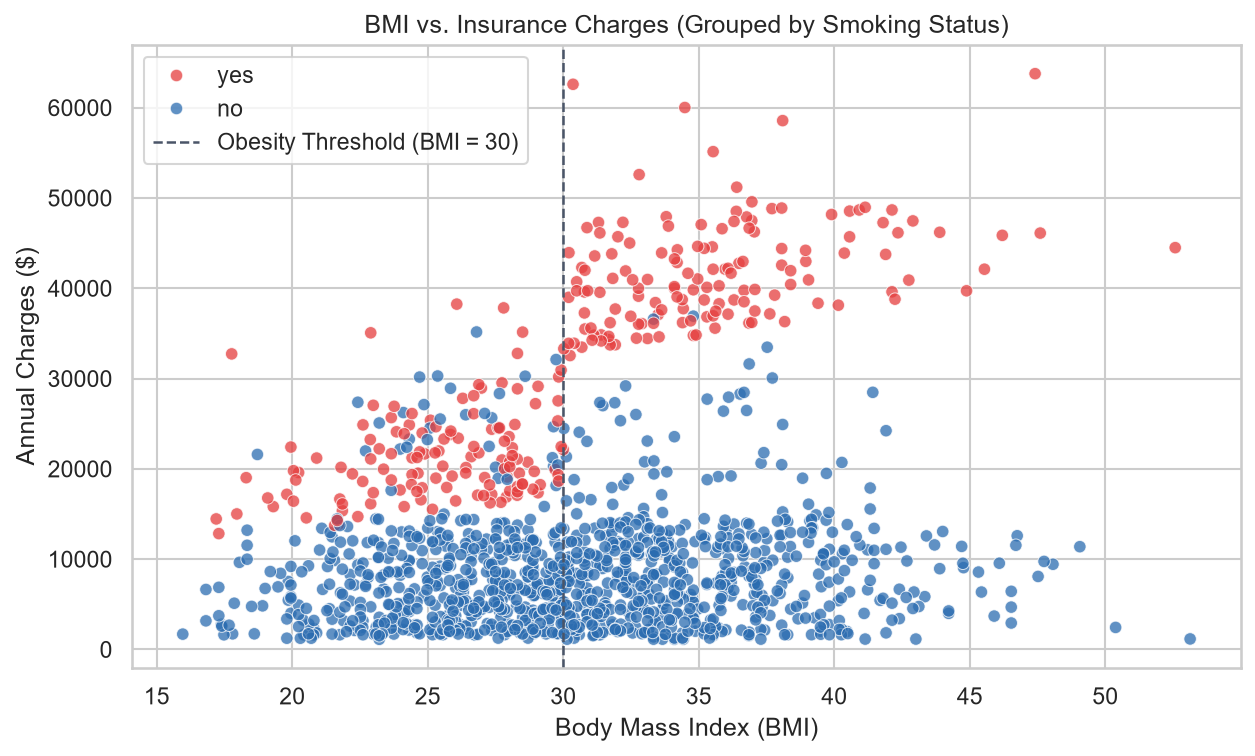 BMI vs. Insurance Charges (Grouped by Smoking Status)
yes
no
Obesity Threshold (BMI = 30)
Annual Charges ($)
60000
50000
40000
30000
20000
10000
0
15 20 25 30 35 40 45 50
Body Mass Index (BMI)